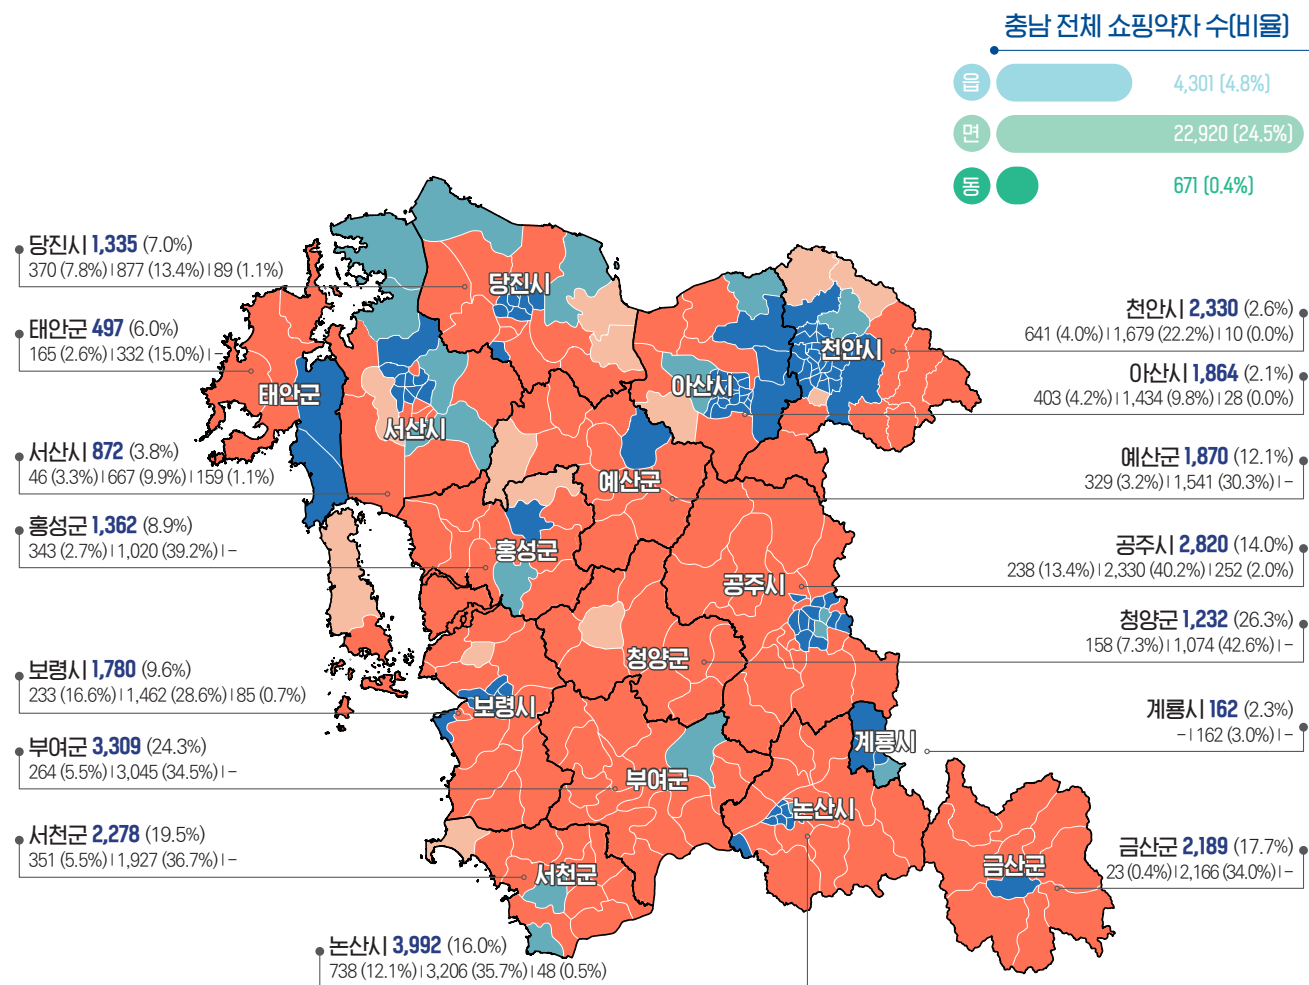 충남 전체 쇼핑약자 수(비율)
읍 4,301 (4.8%)
면 22,920 (24.5%)
동 671 (0.4%)
당진시 1,335 (7.0%)
370 (7.8%) I 877 (13.4%) I 89 (1.1%)
태안군 497 (6.0%)
165 (2.6%) I 332 (15.0%) I -
서산시 872 (3.8%)
46 (3.3%) I 667 (9.9%) I 159 (1.1%)
홍성군 1,362 (8.9%)
343 (2.7%) I 1,020 (39.2%) I -
보령시 1,780 (9.6%)
233 (16.6%) I 1,462 (28.6%) I 85 (0.7%)
부여군 3,309 (24.3%)
264 (5.5%) I 3,045 (34.5%) I -
서천군 2,278 (19.5%)
351 (5.5%) I 1,927 (36.7%) I -
논산시 3,992 (16.0%)
738 (12.1%) I 3,206 (35.7%) I 48 (0.5%)
천안시 2,330 (2.6%)
641 (4.0%) I 1,679 (22.2%) I 10 (0.0%)
아산시 1,864 (2.1%)
403 (4.2%) I 1,434 (9.8%) I 28 (0.0%)
예산군 1,870 (12.1%)
329 (3.2%) I 1,541 (30.3%) I -
공주시 2,820 (14.0%)
238 (13.4%) I 2,330 (40.2%) I 252 (2.0%)
청양군 1,232 (26.3%)
158 (7.3%) I 1,074 (42.6%) I -
계룡시 162 (2.3%)
- I 162 (3.0%) I -
금산군 2,189 (17.7%)
23 (0.4%) I 2,166 (34.0%) I -
당진시
천안시
아산시
태안군
서산시
예산군
홍성군
공주시
청양군
보령시
계룡시
부여군
논산시
서천군
금산군